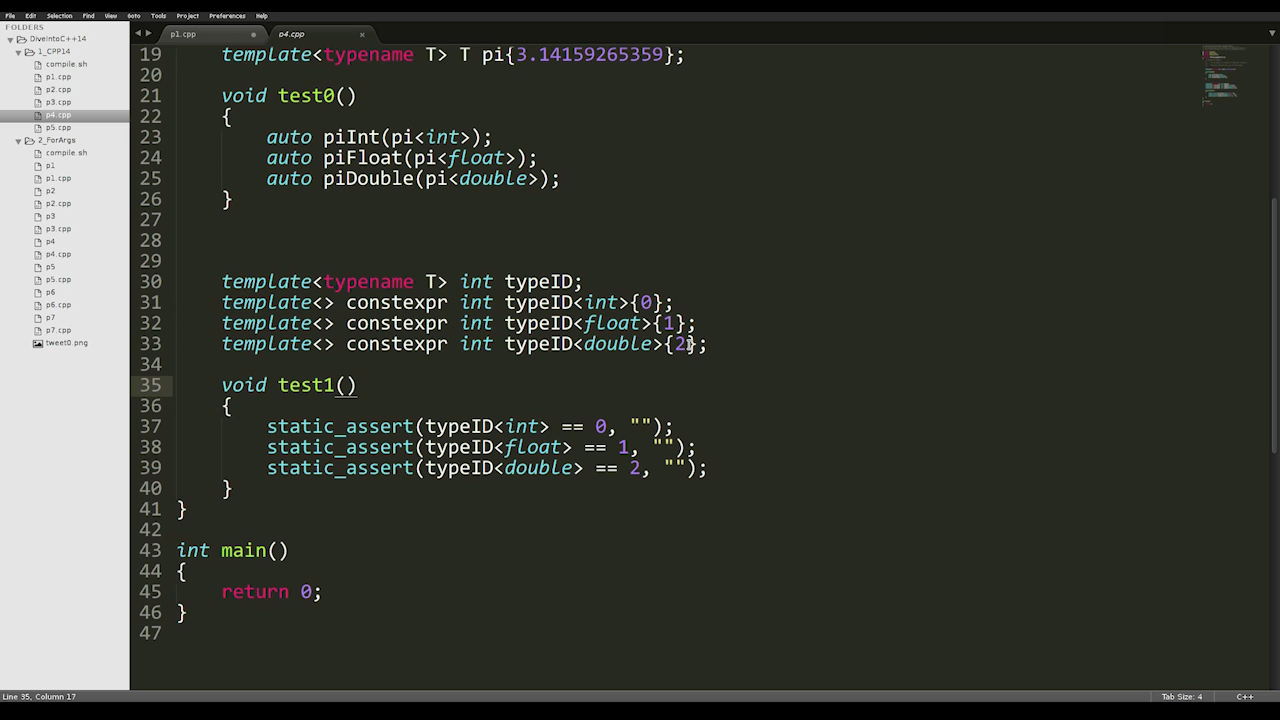 File Edit Selection Find View Goto Tools Project Preferences Help
FOLDERS
DiveIntoC++14
1_CPP14
compile.sh
p1.cpp
p2.cpp
p3.cpp
p4.cpp
p5.cpp
2_ForArgs
compile.sh
p1
p1.cpp
p2
p2.cpp
p3
p3.cpp
p4
p4.cpp
p5
p5.cpp
p6
p6.cpp
p7
p7.cpp
tweet0.png
p1.cpp p4.cpp
19 template<typename T> T pi{3.14159265359};
20
21 void test0()
22 {
23 auto piInt(pi<int>);
24 auto piFloat(pi<float>);
25 auto piDouble(pi<double>);
26 }
27
28
29
30 template<typename T> int typeID;
31 template<> constexpr int typeID<int>{0};
32 template<> constexpr int typeID<float>{1};
33 template<> constexpr int typeID<double>{2};
34
35 void test1()
36 {
37 static_assert(typeID<int> == 0, "");
38 static_assert(typeID<float> == 1, "");
39 static_assert(typeID<double> == 2, "");
40 }
41 }
42
43 int main()
44 {
45 return 0;
46 }
47
Line 35, Column 17 Tab Size: 4 C++